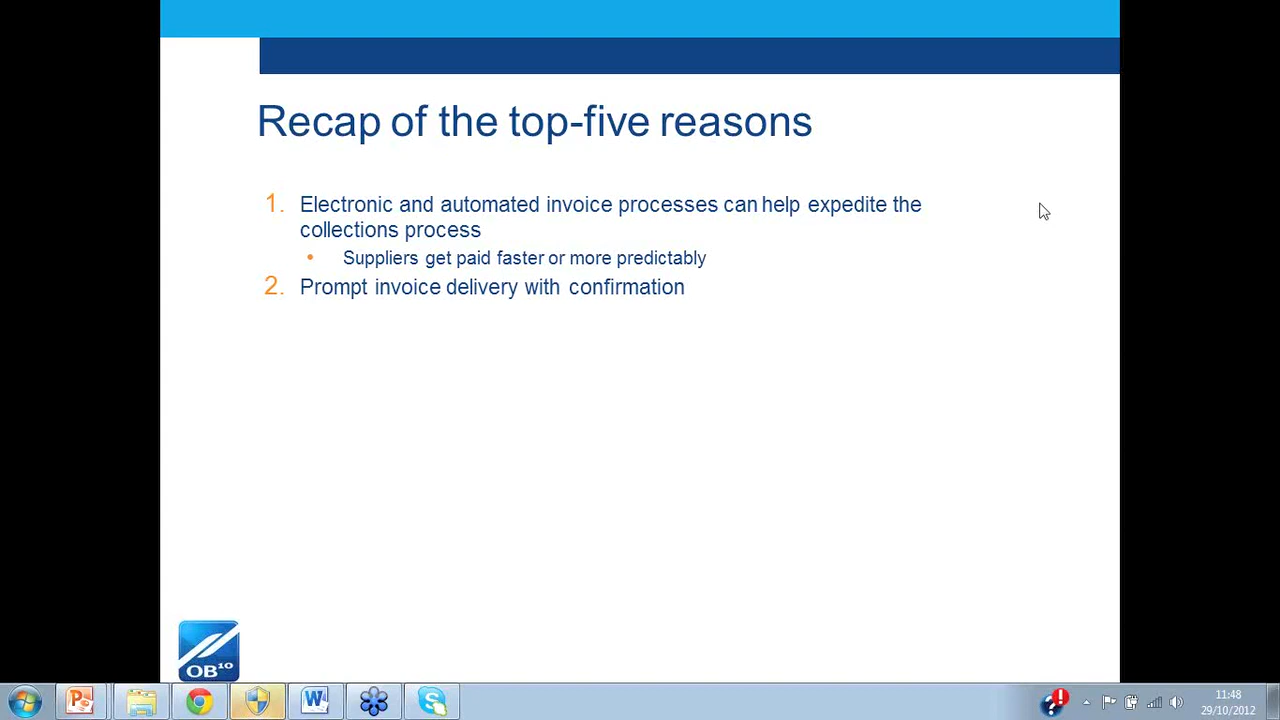 Recap of the top-five reasons
1. Electronic and automated invoice processes can help expedite the
collections process
• Suppliers get paid faster or more predictably
2. Prompt invoice delivery with confirmation
OB10
11:48
29/10/2012